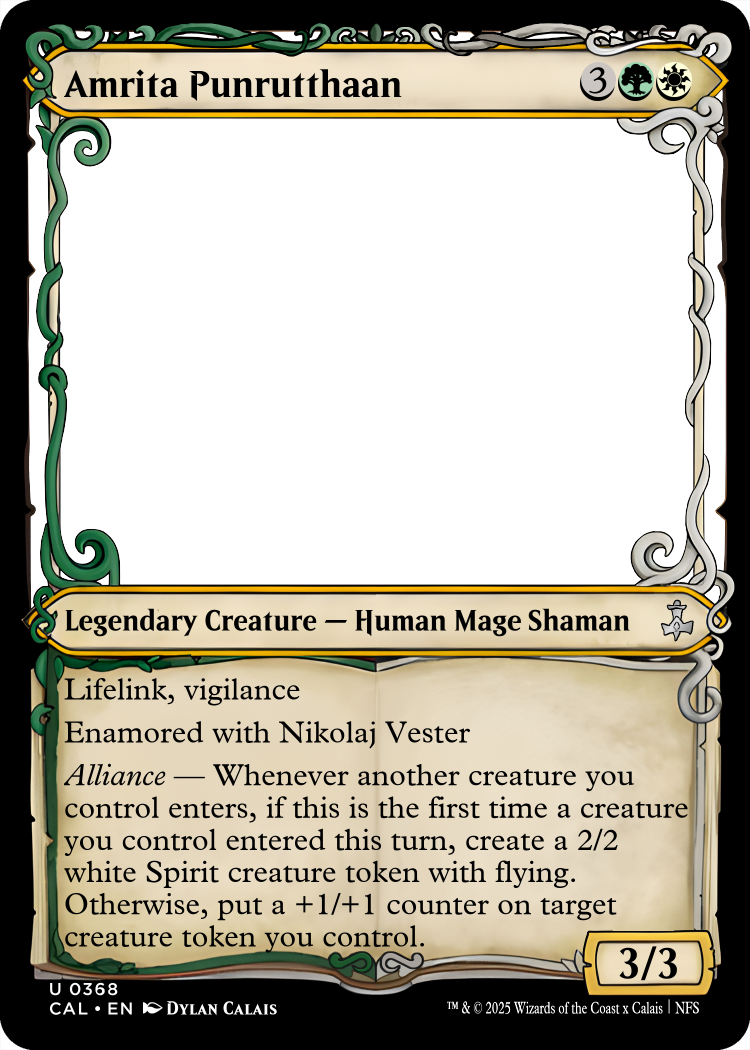 Amrita Punrutthaan 3
Legendary Creature — Human Mage Shaman
Lifelink, vigilance
Enamored with Nikolaj Vester
Alliance — Whenever another creature you
control enters, if this is the first time a creature
you control entered this turn, create a 2/2
white Spirit creature token with flying.
Otherwise, put a +1/+1 counter on target
creature token you control.
3/3
U 0368
CAL • EN DYLAN CALAIS
™ & © 2025 Wizards of the Coast x Calais | NFS